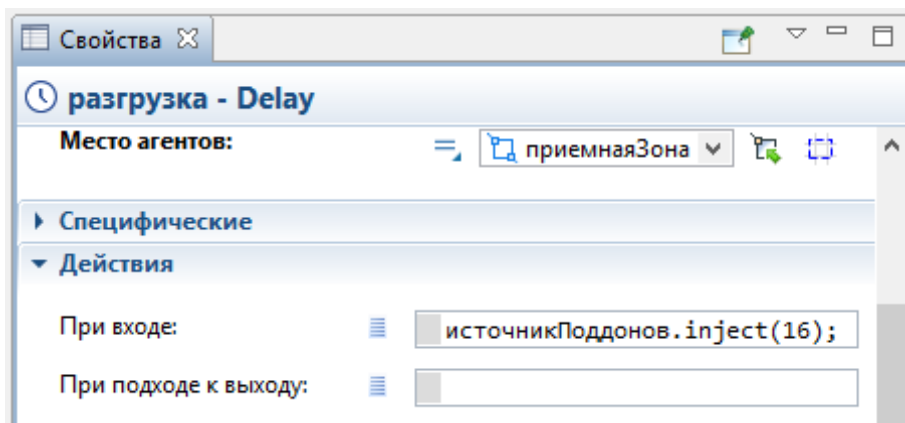 Свойства
разгрузка - Delay
Место агентов: приемнаяЗона
Специфические
Действия
При входе: источникПоддонов.inject(16);
При подходе к выходу: